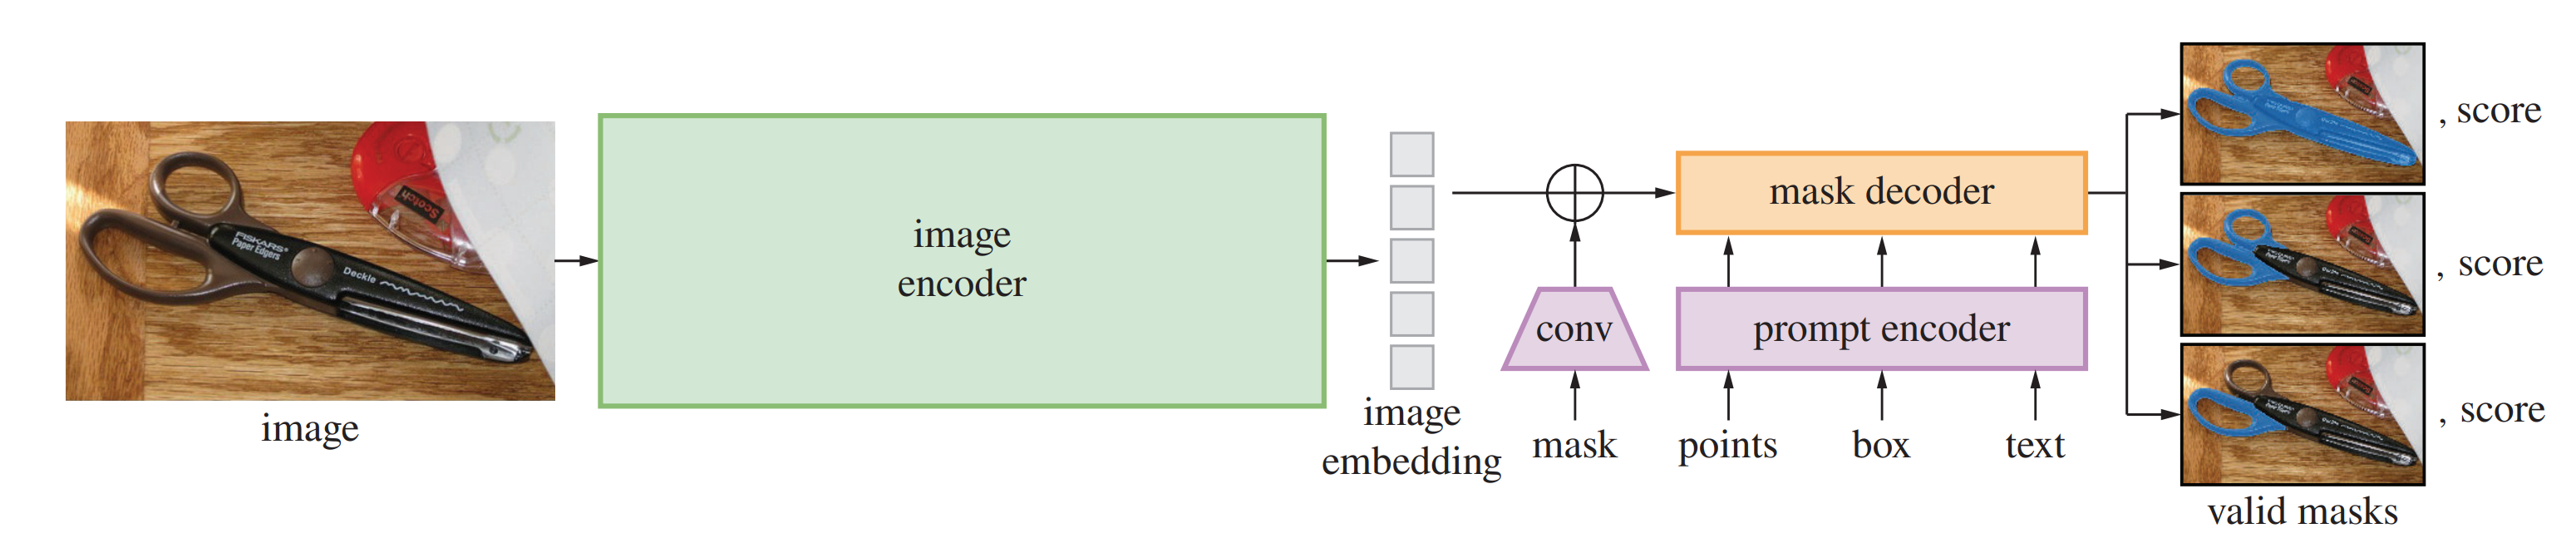 image
encoder
image
image
embedding
conv
mask
mask decoder
prompt encoder
points
box
text
, score
, score
, score
valid masks
FISKARS®
Paper Edgers
Deckle
Scotch